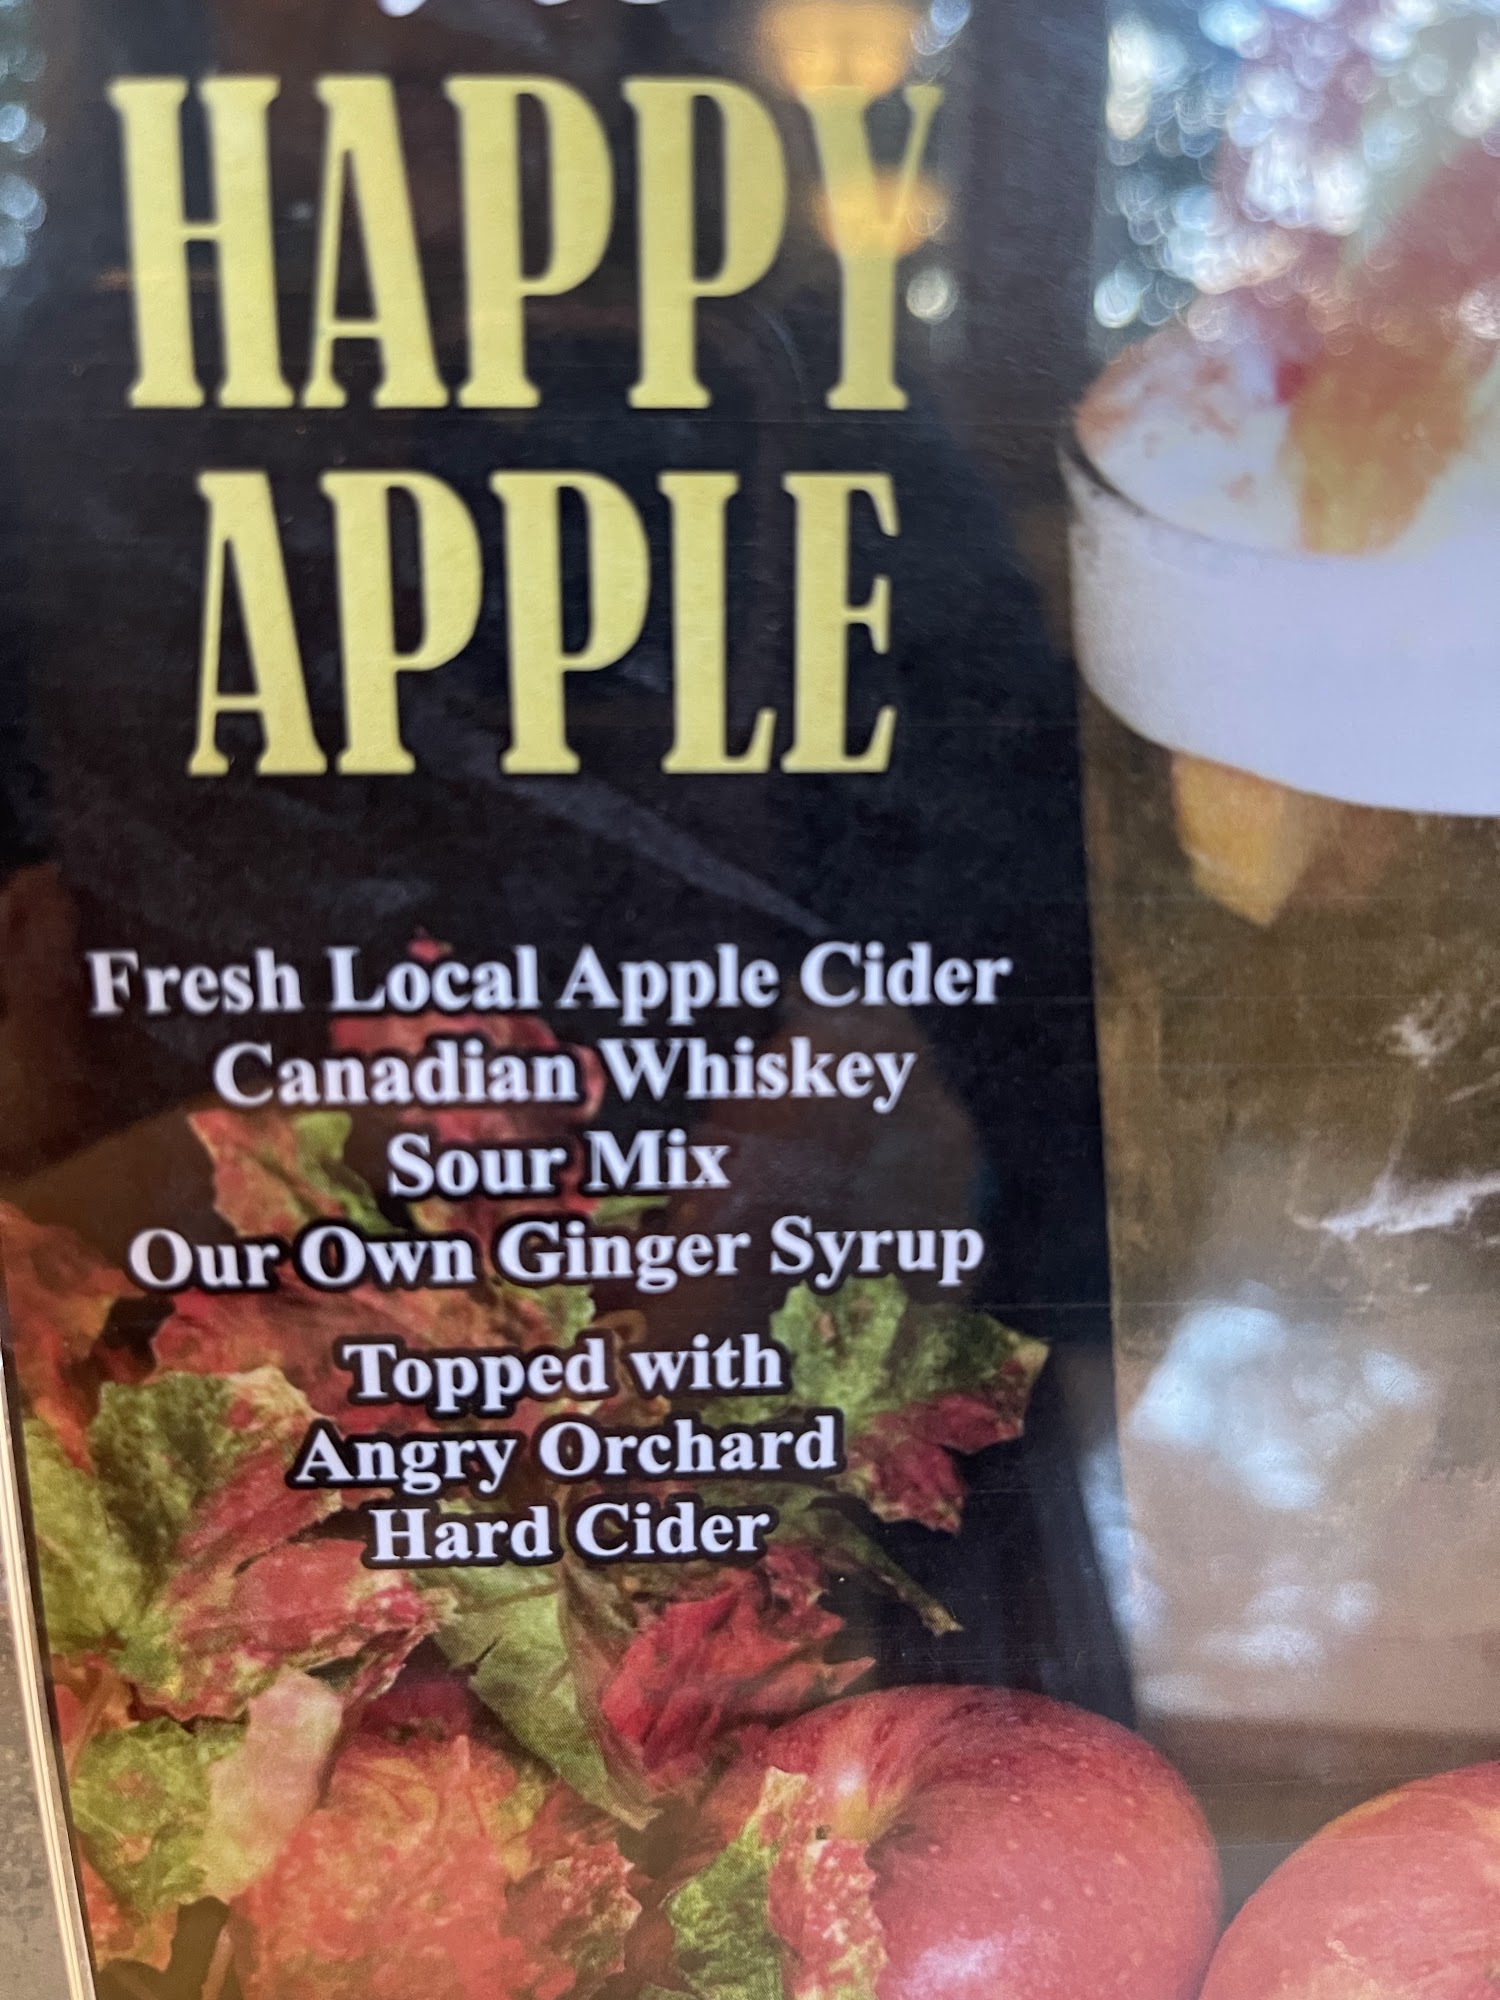 HAPPY
APPLE
Fresh Local Apple Cider
Canadian Whiskey
Sour Mix
Our Own Ginger Syrup
Topped with
Angry Orchard
Hard Cider